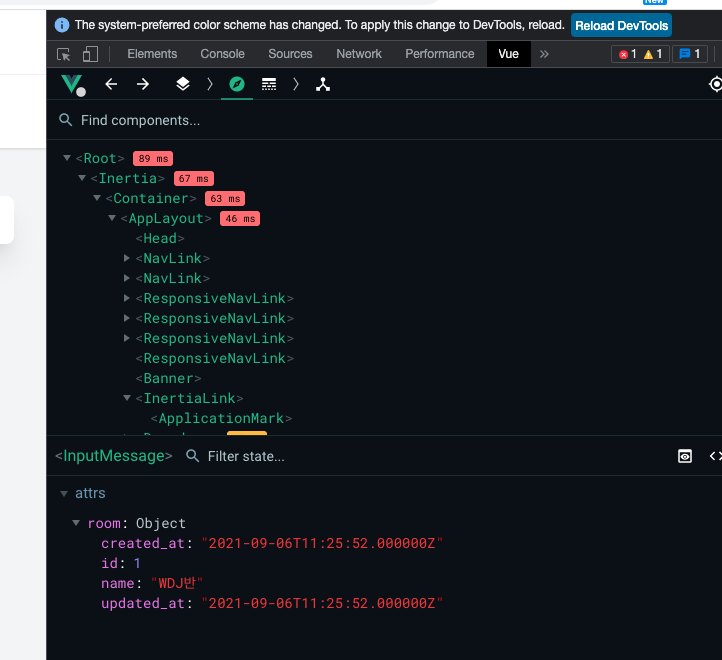 New
The system-preferred color scheme has changed. To apply this change to DevTools, reload. Reload DevTools
Elements Console Sources Network Performance Vue » 1 1 1
Find components...
<Root> 89 ms
<Inertia> 67 ms
<Container> 63 ms
<AppLayout> 46 ms
<Head>
<NavLink>
<NavLink>
<ResponsiveNavLink>
<ResponsiveNavLink>
<ResponsiveNavLink>
<ResponsiveNavLink>
<Banner>
<InertiaLink>
<ApplicationMark>
<InputMessage> Filter state...
attrs
room: Object
created_at: "2021-09-06T11:25:52.000000Z"
id: 1
name: "WDJ반"
updated_at: "2021-09-06T11:25:52.000000Z"